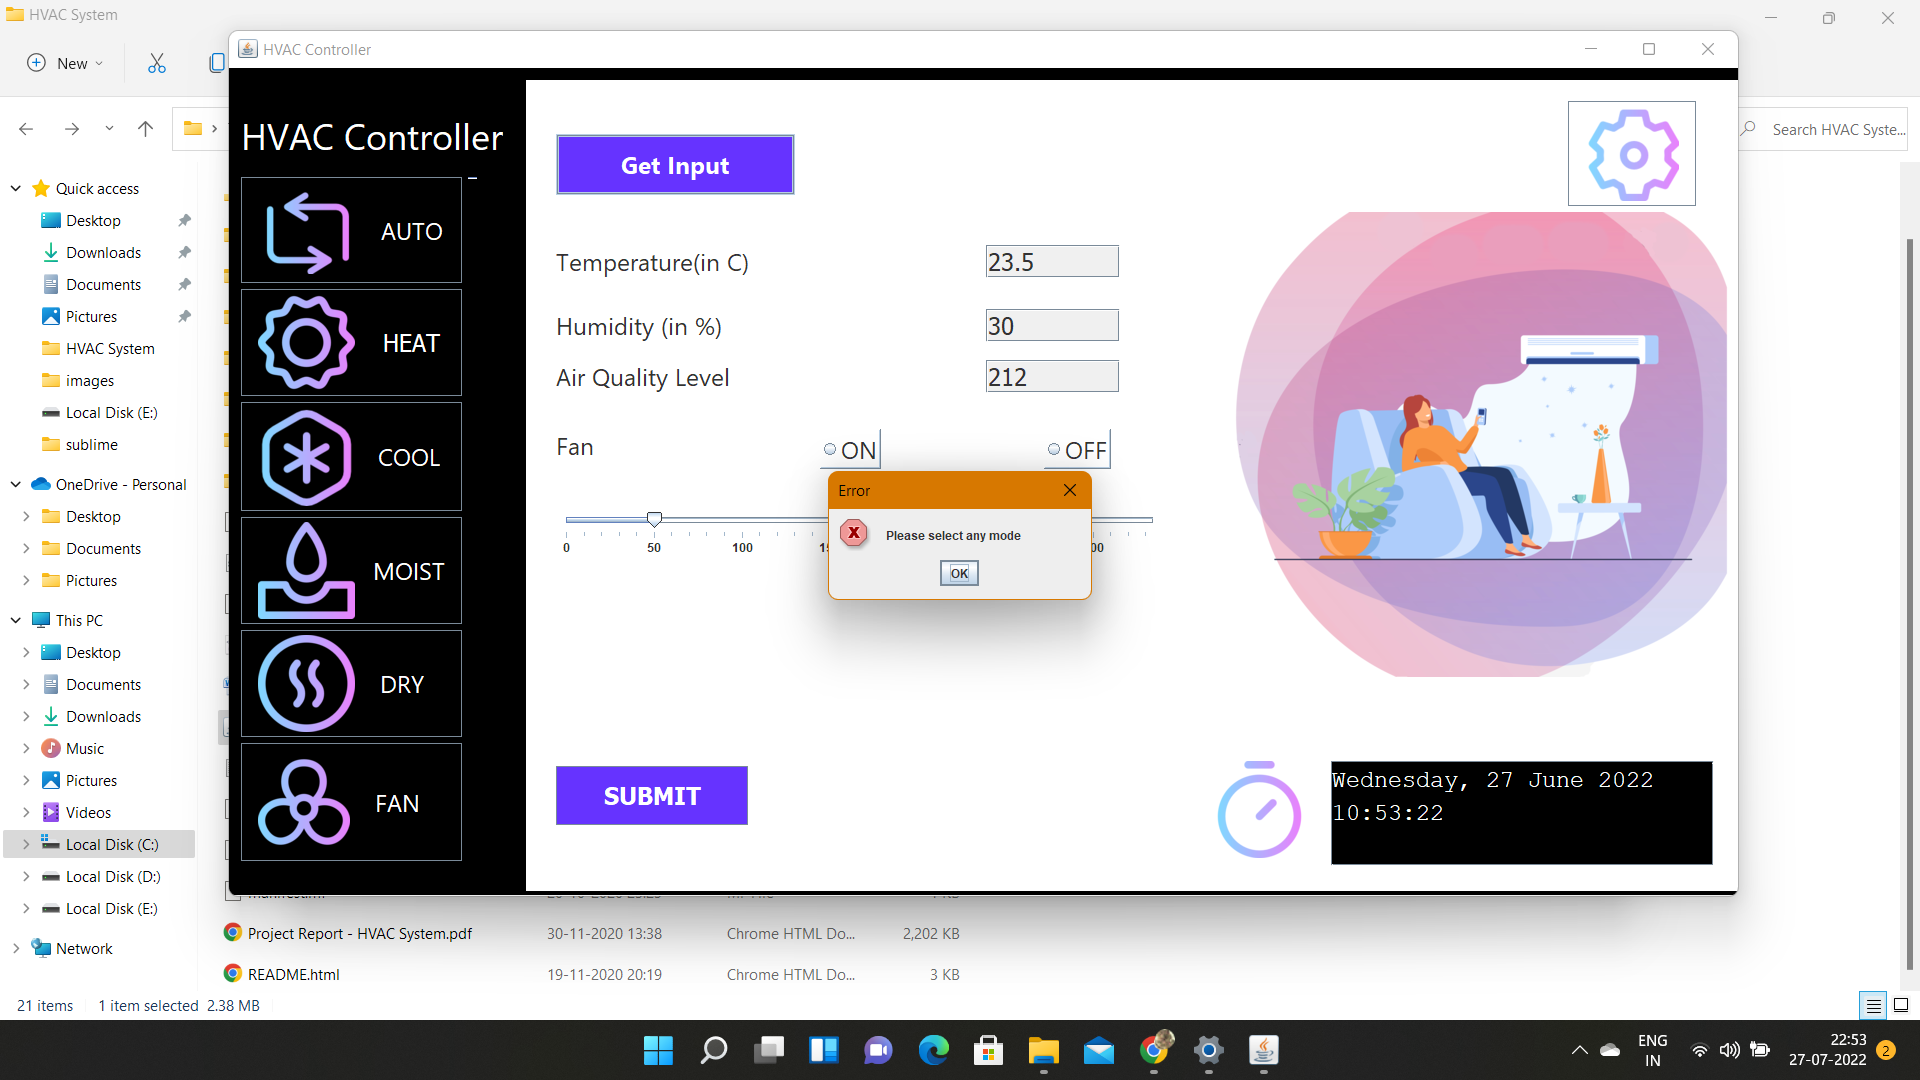 HVAC System
New
HVAC Controller
Search HVAC Syste...
Quick access
Desktop
Downloads
Documents
Pictures
HVAC System
images
Local Disk (E:)
sublime
OneDrive - Personal
Desktop
Documents
Pictures
This PC
Desktop
Documents
Downloads
Music
Pictures
Videos
Local Disk (C:)
Local Disk (D:)
Local Disk (E:)
Network
HVAC Controller
AUTO
HEAT
COOL
MOIST
DRY
FAN
Get Input
Temperature(in C) 23.5
Humidity (in %) 30
Air Quality Level 212
Fan ON OFF
0 50 100
Error
Please select any mode
OK
SUBMIT
Wednesday, 27 June 2022
10:53:22
Project Report - HVAC System.pdf 30-11-2020 13:38 Chrome HTML Do... 2,202 KB
README.html 19-11-2020 20:19 Chrome HTML Do... 3 KB
21 items 1 item selected 2.38 MB
ENG
IN
22:53
27-07-2022
2